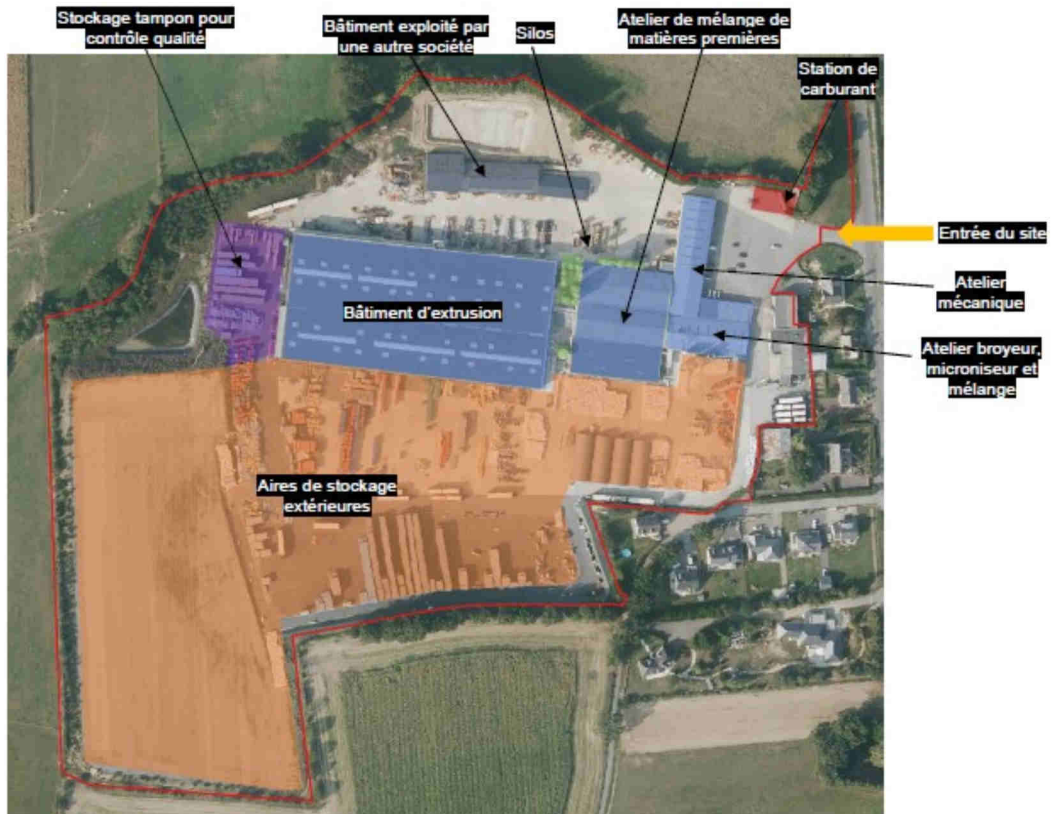 Stockage tampon pour
contrôle qualité
Bâtiment exploité par
une autre société
Silos
Atelier de mélange de
matières premières
Station de
carburant
Entrée du site
Atelier
mécanique
Bâtiment d'extrusion
Atelier broyeur,
microniseur et
mélange
Aires de stockage
extérieures